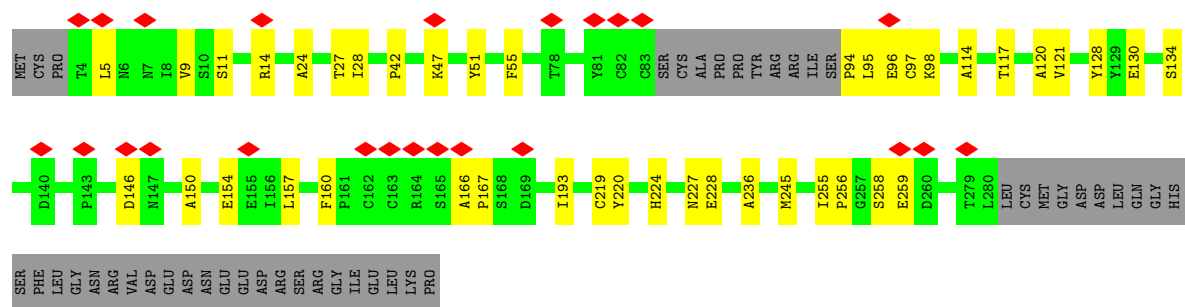 MET CYS PRO T4 L5 N6 N7 I8 V9 S10 S11 R14 A24 T27 I28 P42 K47 Y51 F55 T78 Y81 C82 C83 SER CYS ALA PRO PRO TYR ARG ARG ILE SER P94 L95 E96 C97 K98 A114 T117 A120 V121 Y128 Y129 E130 S134
D140 P143 D146 N147 A150 E154 E155 I156 L157 F160 P161 C162 C163 R164 S165 A166 P167 S168 D169 I193 C219 Y220 H224 N227 E228 A236 M245 I255 P256 G257 S258 E259 D260 T279 L280 LEU CYS MET GLY ASP ASP LEU GLN GLY HIS
SER PHE LEU GLY ASN ARG VAL ASP GLU ASP ASN GLU GLU ASP ARG SER ARG GLY ILE GLU LEU LYS PRO